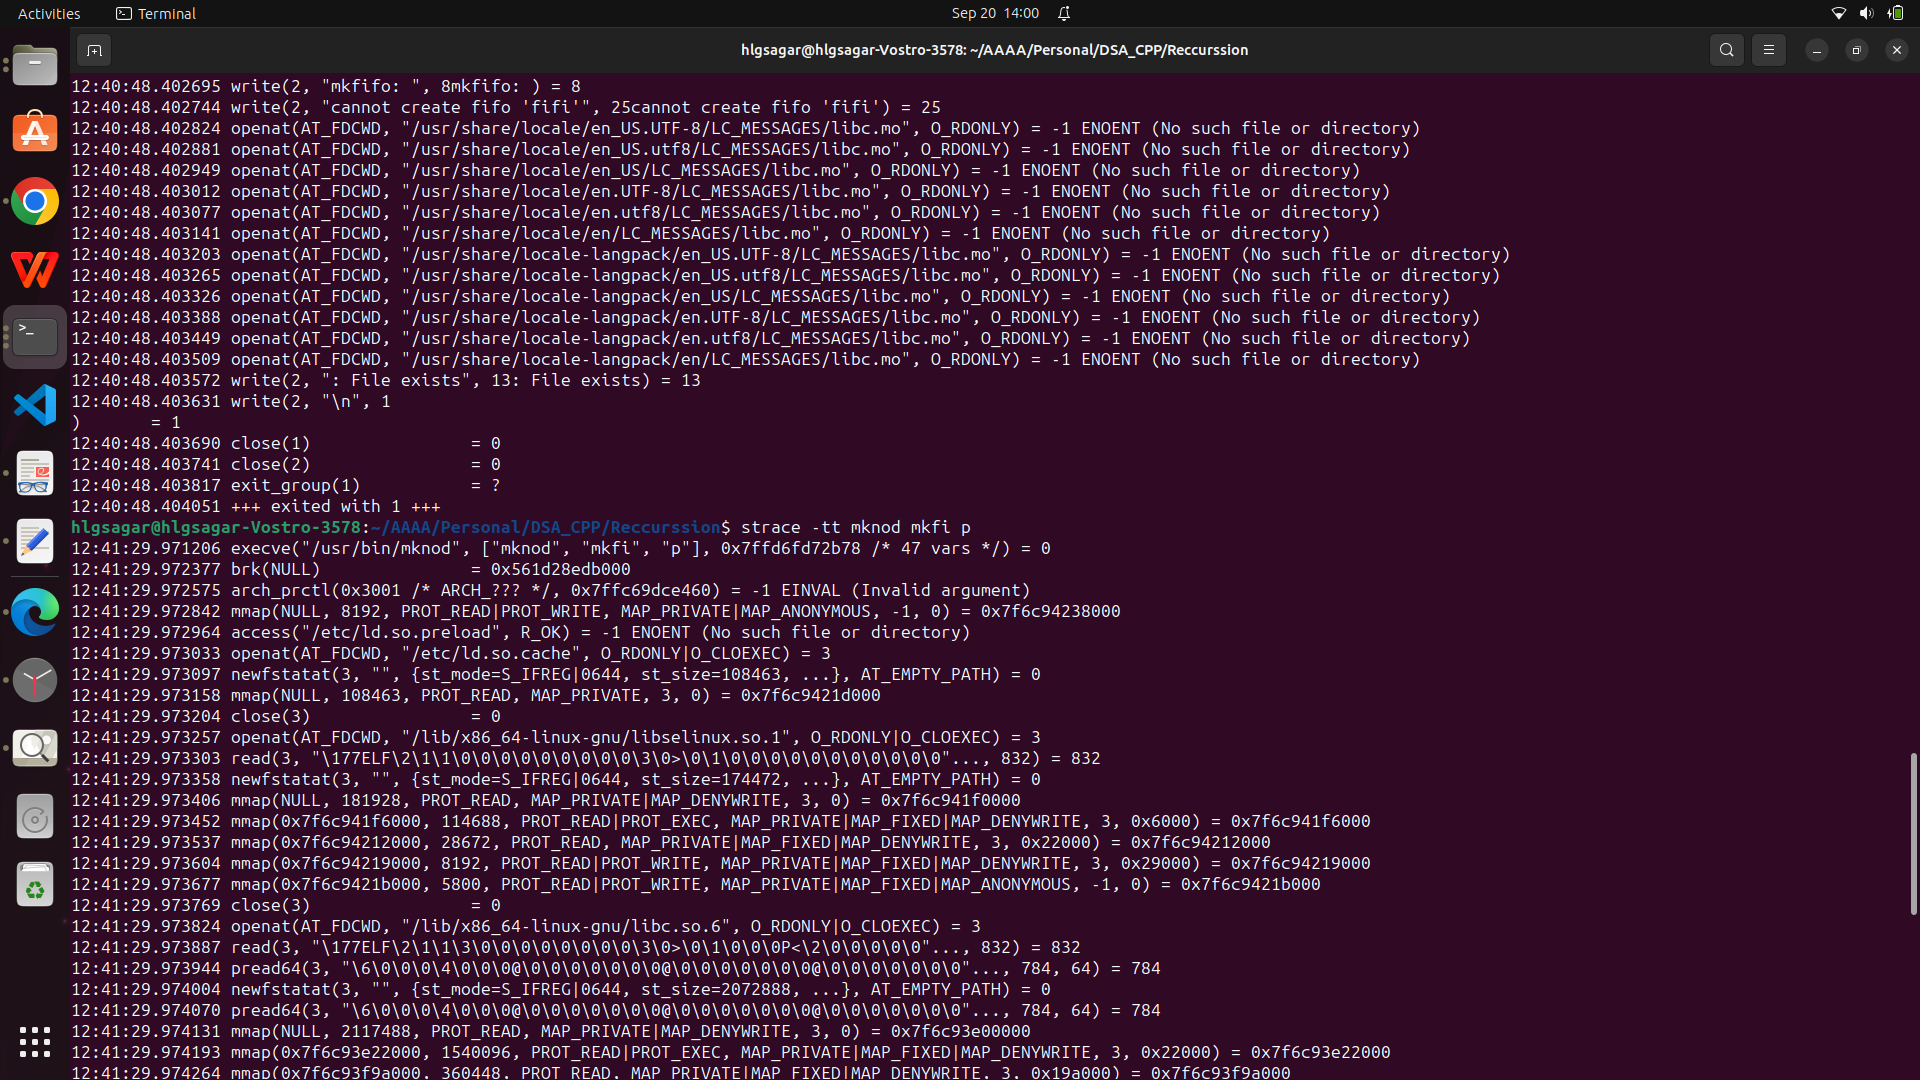 Activities
Terminal
Sep 20 14:00
hlgsagar@hlgsagar-Vostro-3578: ~/AAAA/Personal/DSA_CPP/Reccurssion
12:40:48.402695 write(2, "mkfifo: ", 8mkfifo: ) = 8
12:40:48.402744 write(2, "cannot create fifo 'fifi'", 25cannot create fifo 'fifi') = 25
12:40:48.402824 openat(AT_FDCWD, "/usr/share/locale/en_US.UTF-8/LC_MESSAGES/libc.mo", O_RDONLY) = -1 ENOENT (No such file or directory)
12:40:48.402881 openat(AT_FDCWD, "/usr/share/locale/en_US.utf8/LC_MESSAGES/libc.mo", O_RDONLY) = -1 ENOENT (No such file or directory)
12:40:48.402949 openat(AT_FDCWD, "/usr/share/locale/en_US/LC_MESSAGES/libc.mo", O_RDONLY) = -1 ENOENT (No such file or directory)
12:40:48.403012 openat(AT_FDCWD, "/usr/share/locale/en.UTF-8/LC_MESSAGES/libc.mo", O_RDONLY) = -1 ENOENT (No such file or directory)
12:40:48.403077 openat(AT_FDCWD, "/usr/share/locale/en.utf8/LC_MESSAGES/libc.mo", O_RDONLY) = -1 ENOENT (No such file or directory)
12:40:48.403141 openat(AT_FDCWD, "/usr/share/locale/en/LC_MESSAGES/libc.mo", O_RDONLY) = -1 ENOENT (No such file or directory)
12:40:48.403203 openat(AT_FDCWD, "/usr/share/locale-langpack/en_US.UTF-8/LC_MESSAGES/libc.mo", O_RDONLY) = -1 ENOENT (No such file or directory)
12:40:48.403265 openat(AT_FDCWD, "/usr/share/locale-langpack/en_US.utf8/LC_MESSAGES/libc.mo", O_RDONLY) = -1 ENOENT (No such file or directory)
12:40:48.403326 openat(AT_FDCWD, "/usr/share/locale-langpack/en_US/LC_MESSAGES/libc.mo", O_RDONLY) = -1 ENOENT (No such file or directory)
12:40:48.403388 openat(AT_FDCWD, "/usr/share/locale-langpack/en.UTF-8/LC_MESSAGES/libc.mo", O_RDONLY) = -1 ENOENT (No such file or directory)
12:40:48.403449 openat(AT_FDCWD, "/usr/share/locale-langpack/en.utf8/LC_MESSAGES/libc.mo", O_RDONLY) = -1 ENOENT (No such file or directory)
12:40:48.403509 openat(AT_FDCWD, "/usr/share/locale-langpack/en/LC_MESSAGES/libc.mo", O_RDONLY) = -1 ENOENT (No such file or directory)
12:40:48.403572 write(2, ": File exists", 13: File exists) = 13
12:40:48.403631 write(2, "\n", 1
)       = 1
12:40:48.403690 close(1)                = 0
12:40:48.403741 close(2)                = 0
12:40:48.403817 exit_group(1)           = ?
12:40:48.404051 +++ exited with 1 +++
hlgsagar@hlgsagar-Vostro-3578:~/AAAA/Personal/DSA_CPP/Reccurssion$ strace -tt mknod mkfi p
12:41:29.971206 execve("/usr/bin/mknod", ["mknod", "mkfi", "p"], 0x7ffd6fd72b78 /* 47 vars */) = 0
12:41:29.972377 brk(NULL)               = 0x561d28edb000
12:41:29.972575 arch_prctl(0x3001 /* ARCH_??? */, 0x7ffc69dce460) = -1 EINVAL (Invalid argument)
12:41:29.972842 mmap(NULL, 8192, PROT_READ|PROT_WRITE, MAP_PRIVATE|MAP_ANONYMOUS, -1, 0) = 0x7f6c94238000
12:41:29.972964 access("/etc/ld.so.preload", R_OK) = -1 ENOENT (No such file or directory)
12:41:29.973033 openat(AT_FDCWD, "/etc/ld.so.cache", O_RDONLY|O_CLOEXEC) = 3
12:41:29.973097 newfstatat(3, "", {st_mode=S_IFREG|0644, st_size=108463, ...}, AT_EMPTY_PATH) = 0
12:41:29.973158 mmap(NULL, 108463, PROT_READ, MAP_PRIVATE, 3, 0) = 0x7f6c9421d000
12:41:29.973204 close(3)                = 0
12:41:29.973257 openat(AT_FDCWD, "/lib/x86_64-linux-gnu/libselinux.so.1", O_RDONLY|O_CLOEXEC) = 3
12:41:29.973303 read(3, "\177ELF\2\1\1\0\0\0\0\0\0\0\0\0\3\0>\0\1\0\0\0\0\0\0\0\0\0\0\0"..., 832) = 832
12:41:29.973358 newfstatat(3, "", {st_mode=S_IFREG|0644, st_size=174472, ...}, AT_EMPTY_PATH) = 0
12:41:29.973406 mmap(NULL, 181928, PROT_READ, MAP_PRIVATE|MAP_DENYWRITE, 3, 0) = 0x7f6c941f0000
12:41:29.973452 mmap(0x7f6c941f6000, 114688, PROT_READ|PROT_EXEC, MAP_PRIVATE|MAP_FIXED|MAP_DENYWRITE, 3, 0x6000) = 0x7f6c941f6000
12:41:29.973537 mmap(0x7f6c94212000, 28672, PROT_READ, MAP_PRIVATE|MAP_FIXED|MAP_DENYWRITE, 3, 0x22000) = 0x7f6c94212000
12:41:29.973604 mmap(0x7f6c94219000, 8192, PROT_READ|PROT_WRITE, MAP_PRIVATE|MAP_FIXED|MAP_DENYWRITE, 3, 0x29000) = 0x7f6c94219000
12:41:29.973677 mmap(0x7f6c9421b000, 5800, PROT_READ|PROT_WRITE, MAP_PRIVATE|MAP_FIXED|MAP_ANONYMOUS, -1, 0) = 0x7f6c9421b000
12:41:29.973769 close(3)                = 0
12:41:29.973824 openat(AT_FDCWD, "/lib/x86_64-linux-gnu/libc.so.6", O_RDONLY|O_CLOEXEC) = 3
12:41:29.973887 read(3, "\177ELF\2\1\1\3\0\0\0\0\0\0\0\0\3\0>\0\1\0\0\0P<\2\0\0\0\0\0"..., 832) = 832
12:41:29.973944 pread64(3, "\6\0\0\0\4\0\0\0@\0\0\0\0\0\0\0@\0\0\0\0\0\0\0@\0\0\0\0\0\0\0"..., 784, 64) = 784
12:41:29.974004 newfstatat(3, "", {st_mode=S_IFREG|0644, st_size=2072888, ...}, AT_EMPTY_PATH) = 0
12:41:29.974070 pread64(3, "\6\0\0\0\4\0\0\0@\0\0\0\0\0\0\0@\0\0\0\0\0\0\0@\0\0\0\0\0\0\0"..., 784, 64) = 784
12:41:29.974131 mmap(NULL, 2117488, PROT_READ, MAP_PRIVATE|MAP_DENYWRITE, 3, 0) = 0x7f6c93e00000
12:41:29.974193 mmap(0x7f6c93e22000, 1540096, PROT_READ|PROT_EXEC, MAP_PRIVATE|MAP_FIXED|MAP_DENYWRITE, 3, 0x22000) = 0x7f6c93e22000
12:41:29.974264 mmap(0x7f6c93f9a000, 360448, PROT_READ, MAP_PRIVATE|MAP_FIXED|MAP_DENYWRITE, 3, 0x19a000) = 0x7f6c93f9a000